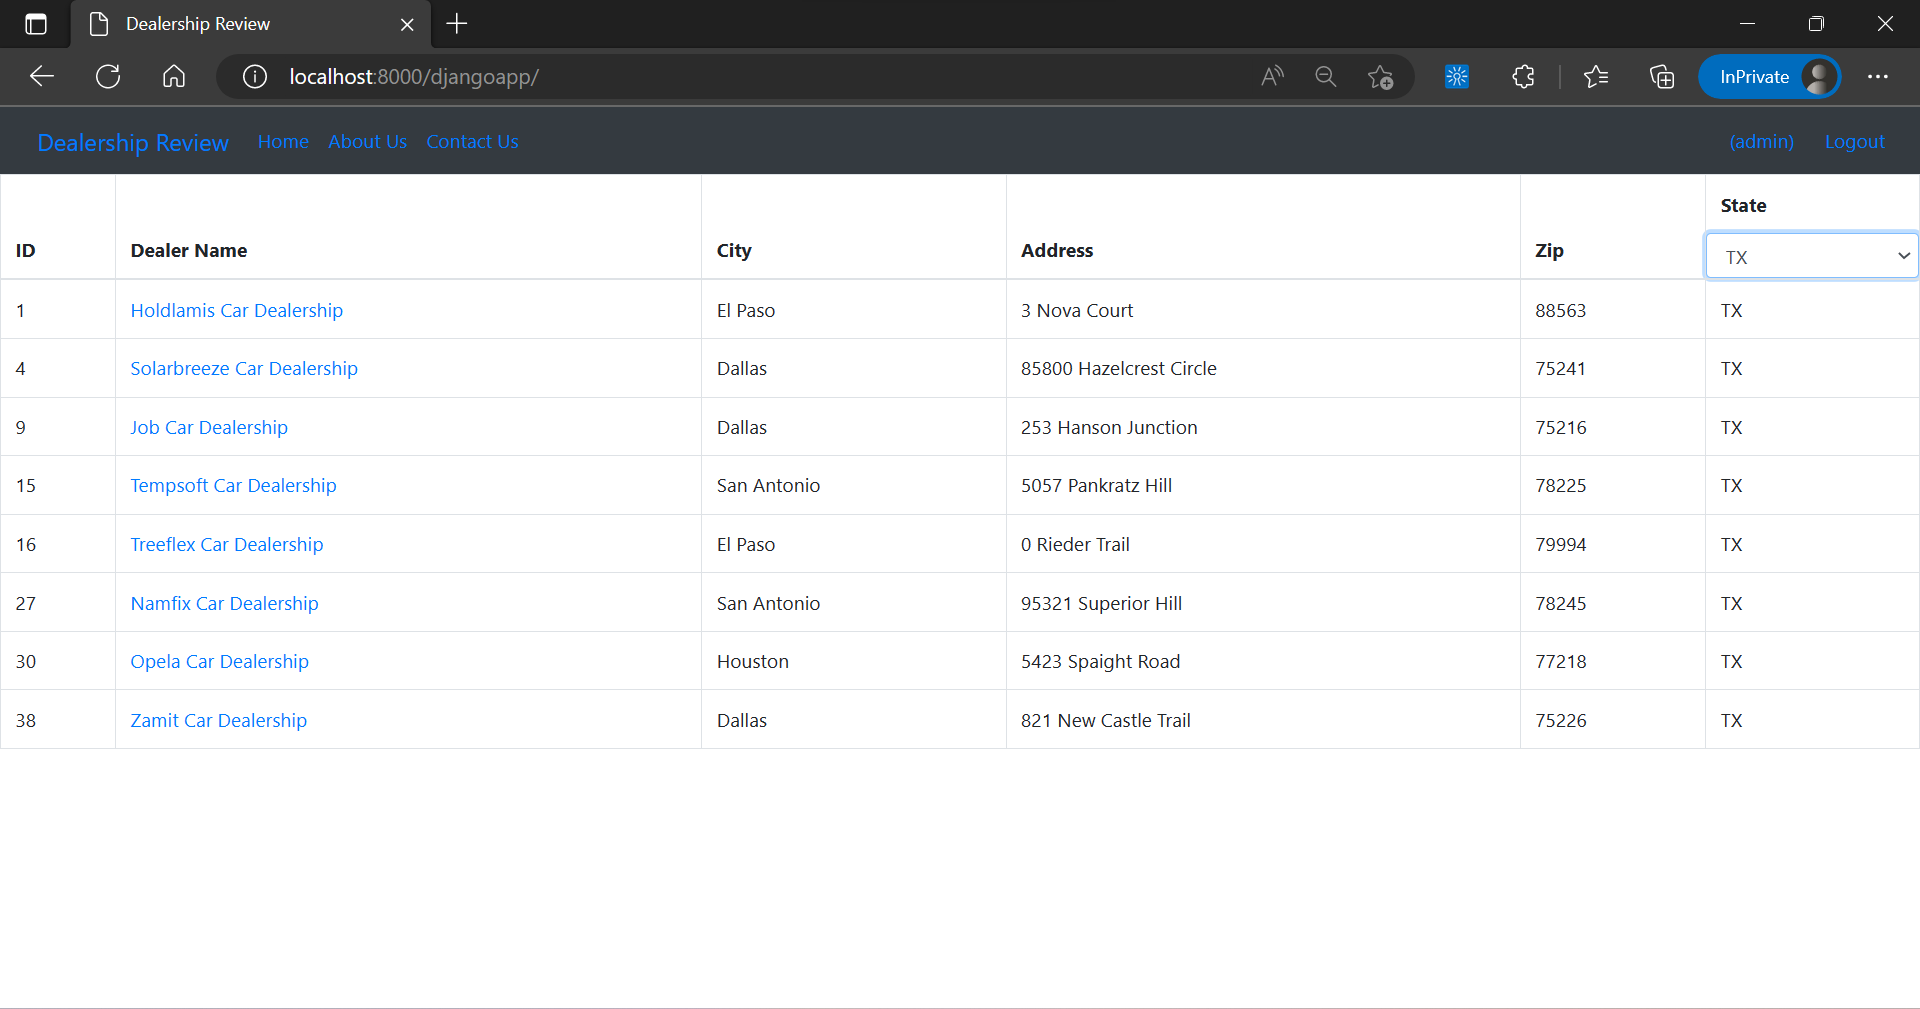 Dealership Review
localhost:8000/djangoapp/
InPrivate
Dealership Review Home About Us Contact Us (admin) Logout
ID Dealer Name City Address Zip State
TX
1 Holdlamis Car Dealership El Paso 3 Nova Court 88563 TX
4 Solarbreeze Car Dealership Dallas 85800 Hazelcrest Circle 75241 TX
9 Job Car Dealership Dallas 253 Hanson Junction 75216 TX
15 Tempsoft Car Dealership San Antonio 5057 Pankratz Hill 78225 TX
16 Treeflex Car Dealership El Paso 0 Rieder Trail 79994 TX
27 Namfix Car Dealership San Antonio 95321 Superior Hill 78245 TX
30 Opela Car Dealership Houston 5423 Spaight Road 77218 TX
38 Zamit Car Dealership Dallas 821 New Castle Trail 75226 TX